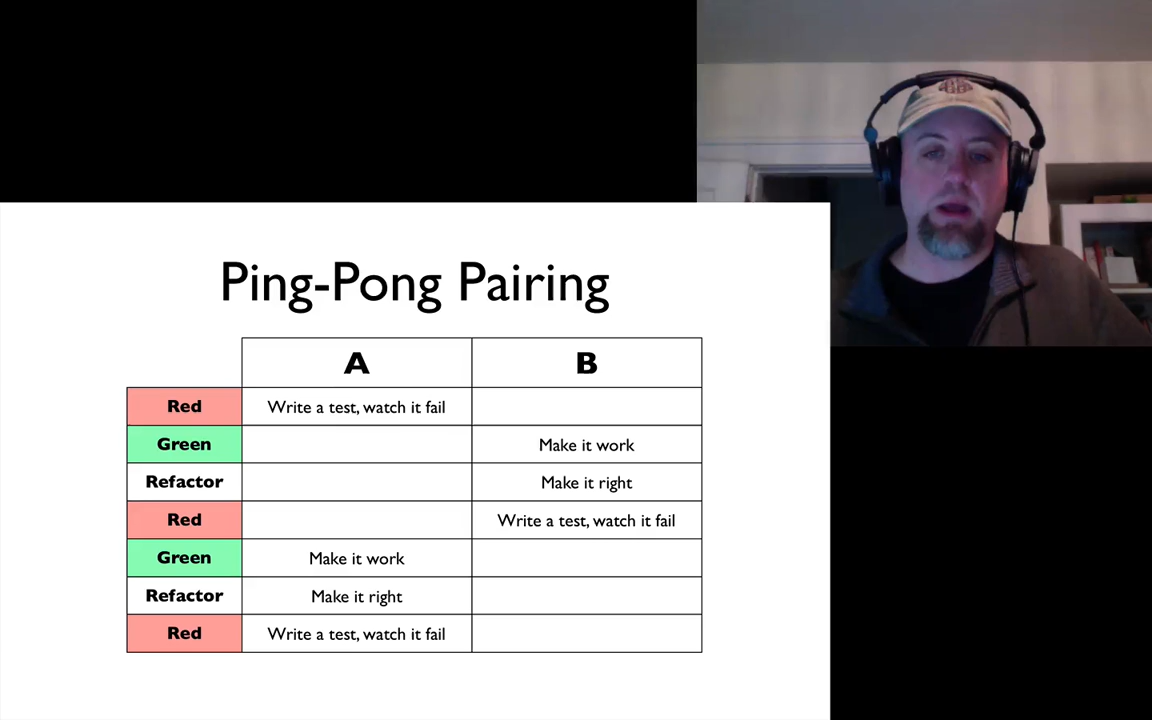 Ping-Pong Pairing
A B
Red Write a test, watch it fail
Green Make it work
Refactor Make it right
Red Write a test, watch it fail
Green Make it work
Refactor Make it right
Red Write a test, watch it fail